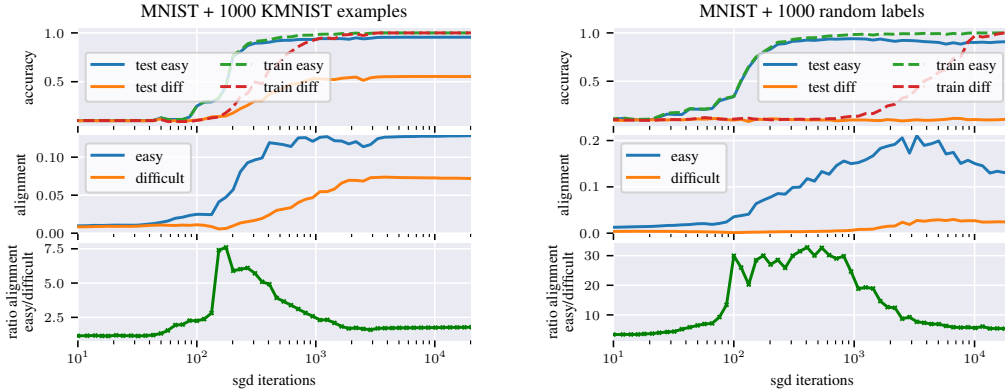 MNIST + 1000 KMNIST examples
1.0
0.5
accuracy
test easy
test diff
train easy
train diff
0.10
0.05
0.00
alignment
easy
difficult
7.5
5.0
2.5
ratio alignment
easy/difficult
10^1
10^2
10^3
10^4
sgd iterations
MNIST + 1000 random labels
1.0
0.5
accuracy
test easy
test diff
train easy
train diff
0.2
0.1
0.0
alignment
easy
difficult
30
20
10
ratio alignment
easy/difficult
10^1
10^2
10^3
10^4
sgd iterations